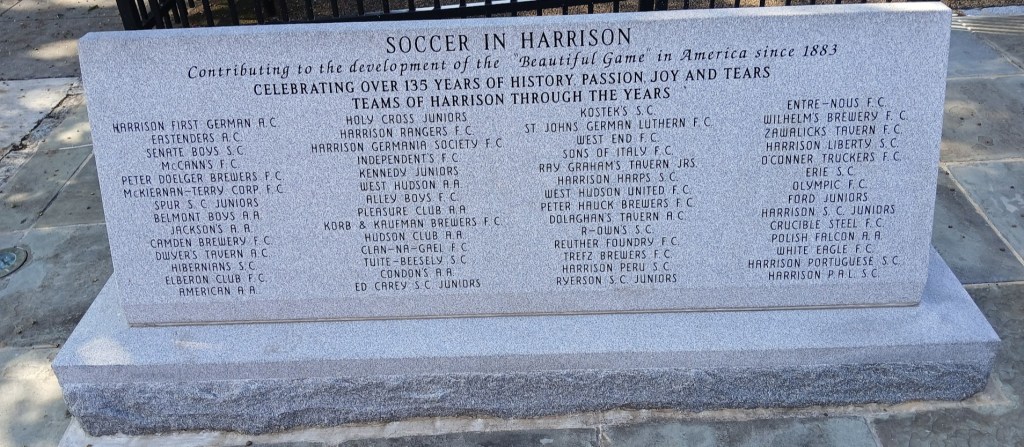 SOCCER IN HARRISON
Contributing to the development of the "Beautiful Game" in America since 1883
CELEBRATING OVER 135 YEARS OF HISTORY, PASSION, JOY AND TEARS
TEAMS OF HARRISON THROUGH THE YEARS
HARRISON FIRST GERMAN A.C.
EASTENDERS A.C.
SENATE BOYS S.C.
McCANN'S F.C.
PETER DOELGER BREWERS F.C.
McKIERNAN-TERRY CORP F.C.
SPUR S.C. JUNIORS
BELMONT BOYS A.A.
JACKSON'S A.A.
CAMDEN BREWERY F.C.
DWYER'S TAVERN A.C.
HIBERNIANS S.C.
ELBERON CLUB F.C.
AMERICAN A.A.
HOLY CROSS JUNIORS
HARRISON RANGERS F.C.
HARRISON GERMANIA SOCIETY F.C.
INDEPENDENT'S F.C.
KENNEDY JUNIORS
WEST HUDSON A.A.
ALLEY BOYS F.C.
PLEASURE CLUB A.A.
KORB & KAUFMAN BREWERS F.C.
HUDSON CLUB A.A.
CLAN-NA-GAEL F.C.
TUITE-BEESELY S.C.
CONDON'S A.A.
ED CAREY S.C. JUNIORS
KOSTEK'S S.C.
ST JOHNS GERMAN LUTHERN F.C.
WEST END F.C.
SONS OF ITALY F.C.
RAY GRAHAM'S TAVERN JRS.
HARRISON HARPS S.C.
WEST HUDSON UNITED F.C.
PETER HAUCK BREWERS F.C.
DOLAGHAN'S TAVERN A.C.
R-OWN'S S.C.
REUTHER FOUNDRY F.C.
TREFZ BREWERS F.C.
HARRISON PERU S.C.
RYERSON S.C. JUNIORS
ENTRE-NOUS F.C.
WILHELM'S BREWERY F.C.
ZAWALICKS TAVERN F.C.
HARRISON LIBERTY S.C.
O'CONNER TRUCKERS F.C.
ERIE S.C.
OLYMPIC F.C.
FORD JUNIORS
HARRISON S.C. JUNIORS
CRUCIBLE STEEL F.C.
POLISH FALCON A.A.
WHITE EAGLE F.C.
HARRISON PORTUGUESE S.C.
HARRISON P.A.L. S.C.